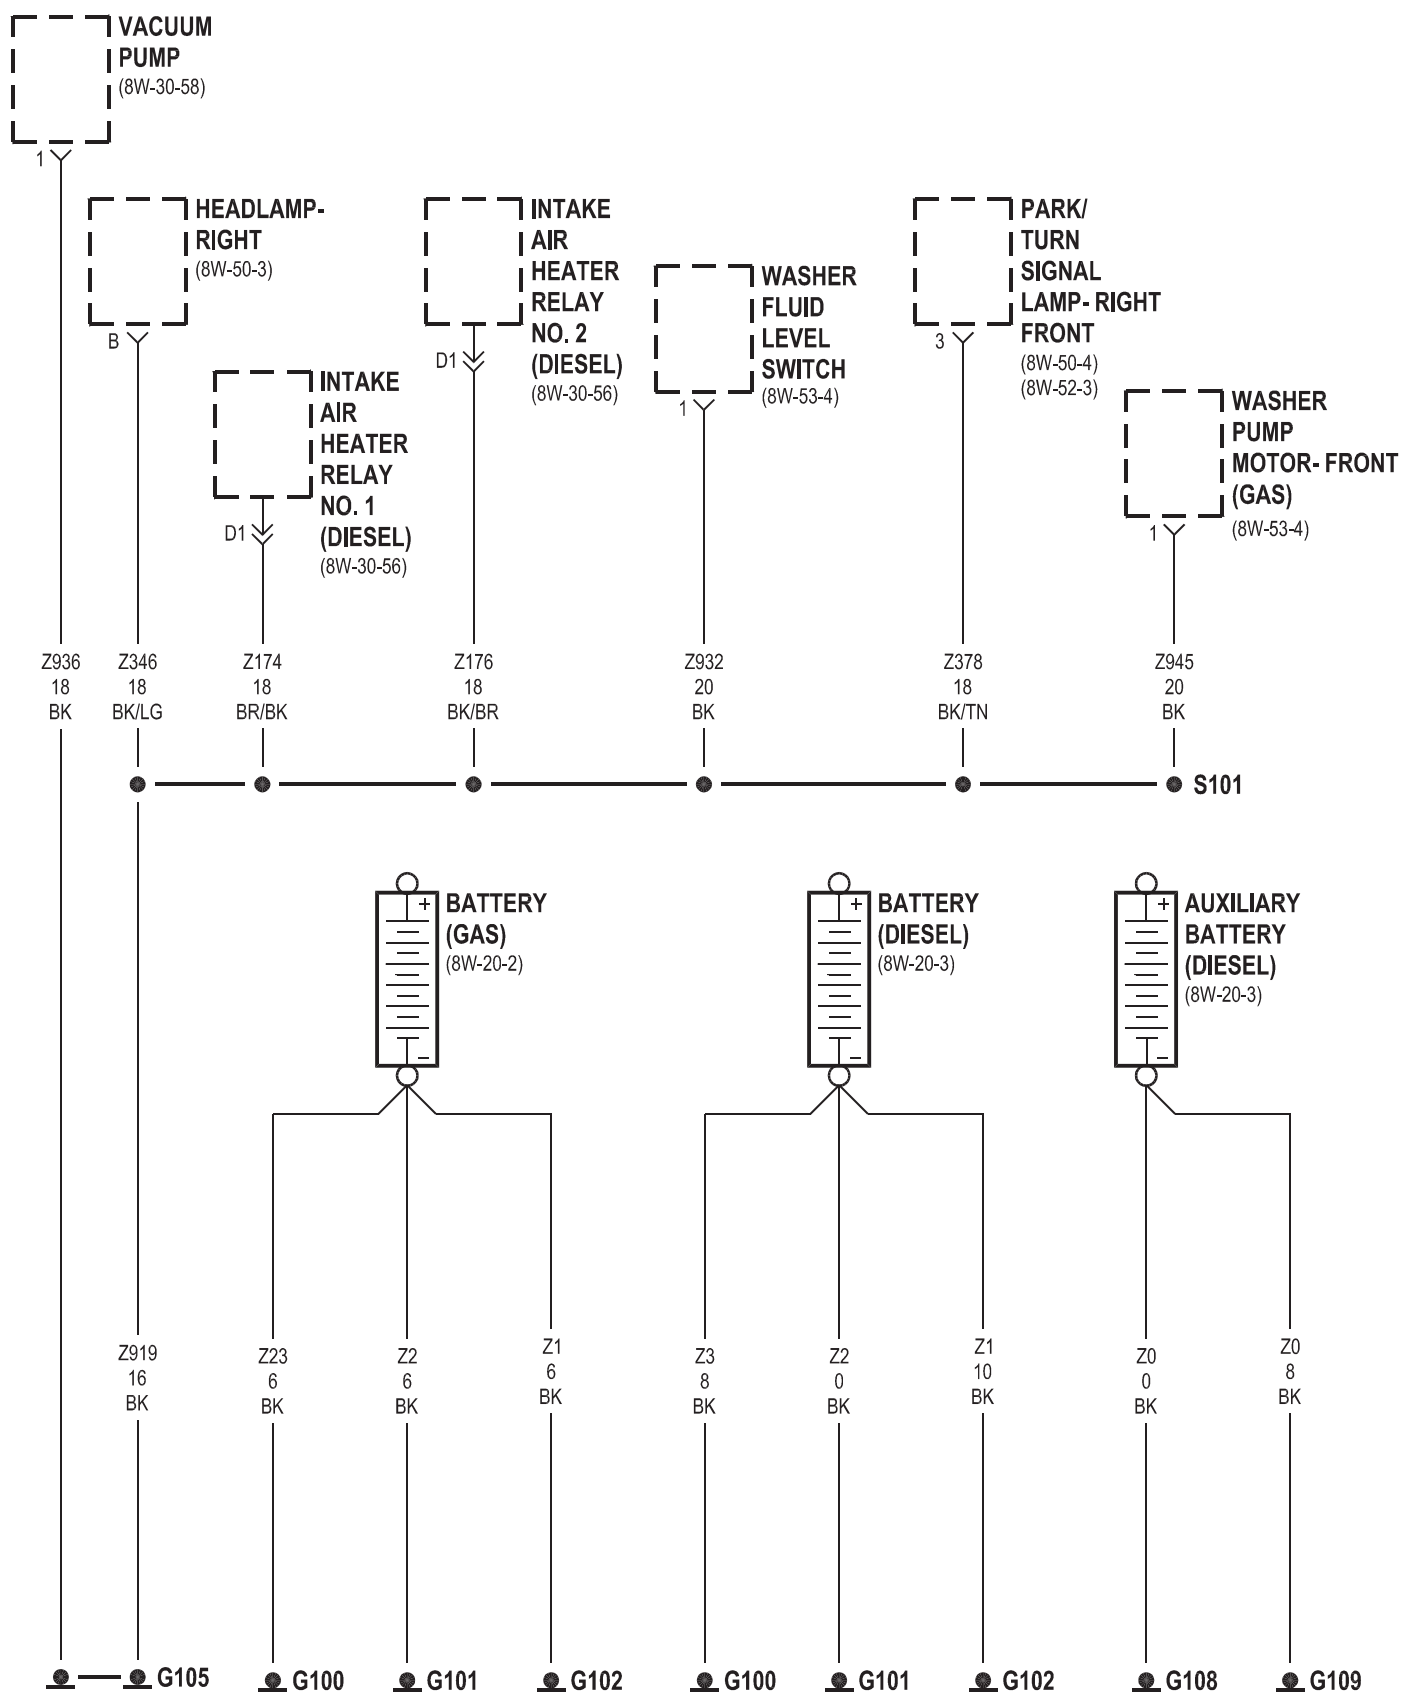 VACUUM
PUMP
(8W-30-58)
1
HEADLAMP-
RIGHT
(8W-50-3)
B
INTAKE
AIR
HEATER
RELAY
NO. 1
(DIESEL)
(8W-30-56)
D1
INTAKE
AIR
HEATER
RELAY
NO. 2
(DIESEL)
(8W-30-56)
D1
WASHER
FLUID
LEVEL
SWITCH
(8W-53-4)
1
PARK/
TURN
SIGNAL
LAMP- RIGHT
FRONT
(8W-50-4)
(8W-52-3)
3
WASHER
PUMP
MOTOR- FRONT
(GAS)
(8W-53-4)
1
Z936
18
BK
Z346
18
BK/LG
Z174
18
BR/BK
Z176
18
BK/BR
Z932
20
BK
Z378
18
BK/TN
Z945
20
BK
S101
+
BATTERY
(GAS)
(8W-20-2)
−
+
BATTERY
(DIESEL)
(8W-20-3)
−
+
AUXILIARY
BATTERY
(DIESEL)
(8W-20-3)
−
Z919
16
BK
Z23
6
BK
Z2
6
BK
Z1
6
BK
Z3
8
BK
Z2
0
BK
Z1
10
BK
Z0
0
BK
Z0
8
BK
G105
G100
G101
G102
G100
G101
G102
G108
G109